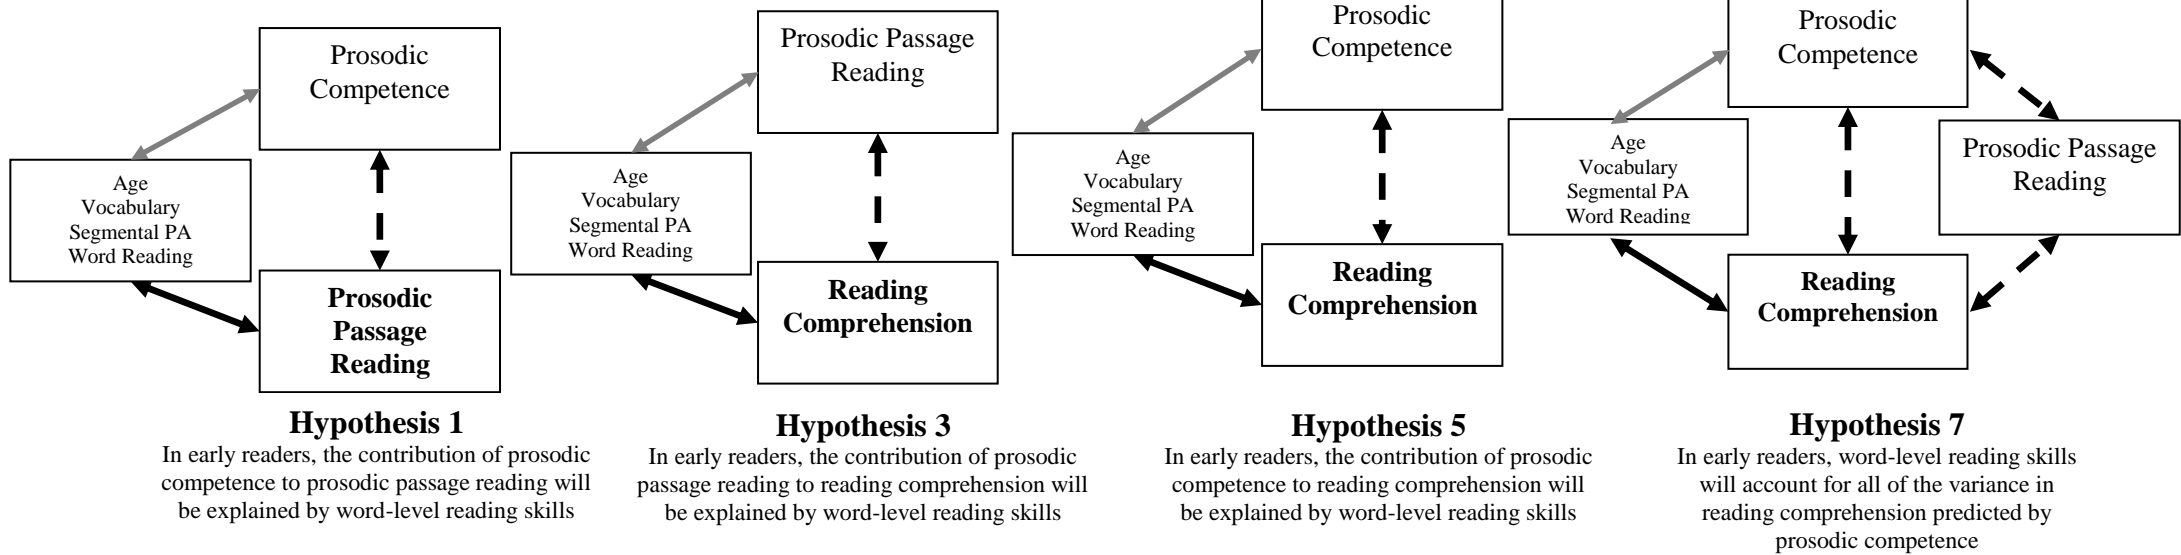 Prosodic
Competence
Age
Vocabulary
Segmental PA
Word Reading
Prosodic
Passage
Reading
Hypothesis 1
In early readers, the contribution of prosodic
competence to prosodic passage reading will
be explained by word-level reading skills
Prosodic Passage
Reading
Age
Vocabulary
Segmental PA
Word Reading
Reading
Comprehension
Hypothesis 3
In early readers, the contribution of prosodic
passage reading to reading comprehension will
be explained by word-level reading skills
Prosodic
Competence
Age
Vocabulary
Segmental PA
Word Reading
Reading
Comprehension
Hypothesis 5
In early readers, the contribution of prosodic
competence to reading comprehension will
be explained by word-level reading skills
Prosodic
Competence
Age
Vocabulary
Segmental PA
Word Reading
Prosodic Passage
Reading
Reading
Comprehension
Hypothesis 7
In early readers, word-level reading skills
will account for all of the variance in
reading comprehension predicted by
prosodic competence